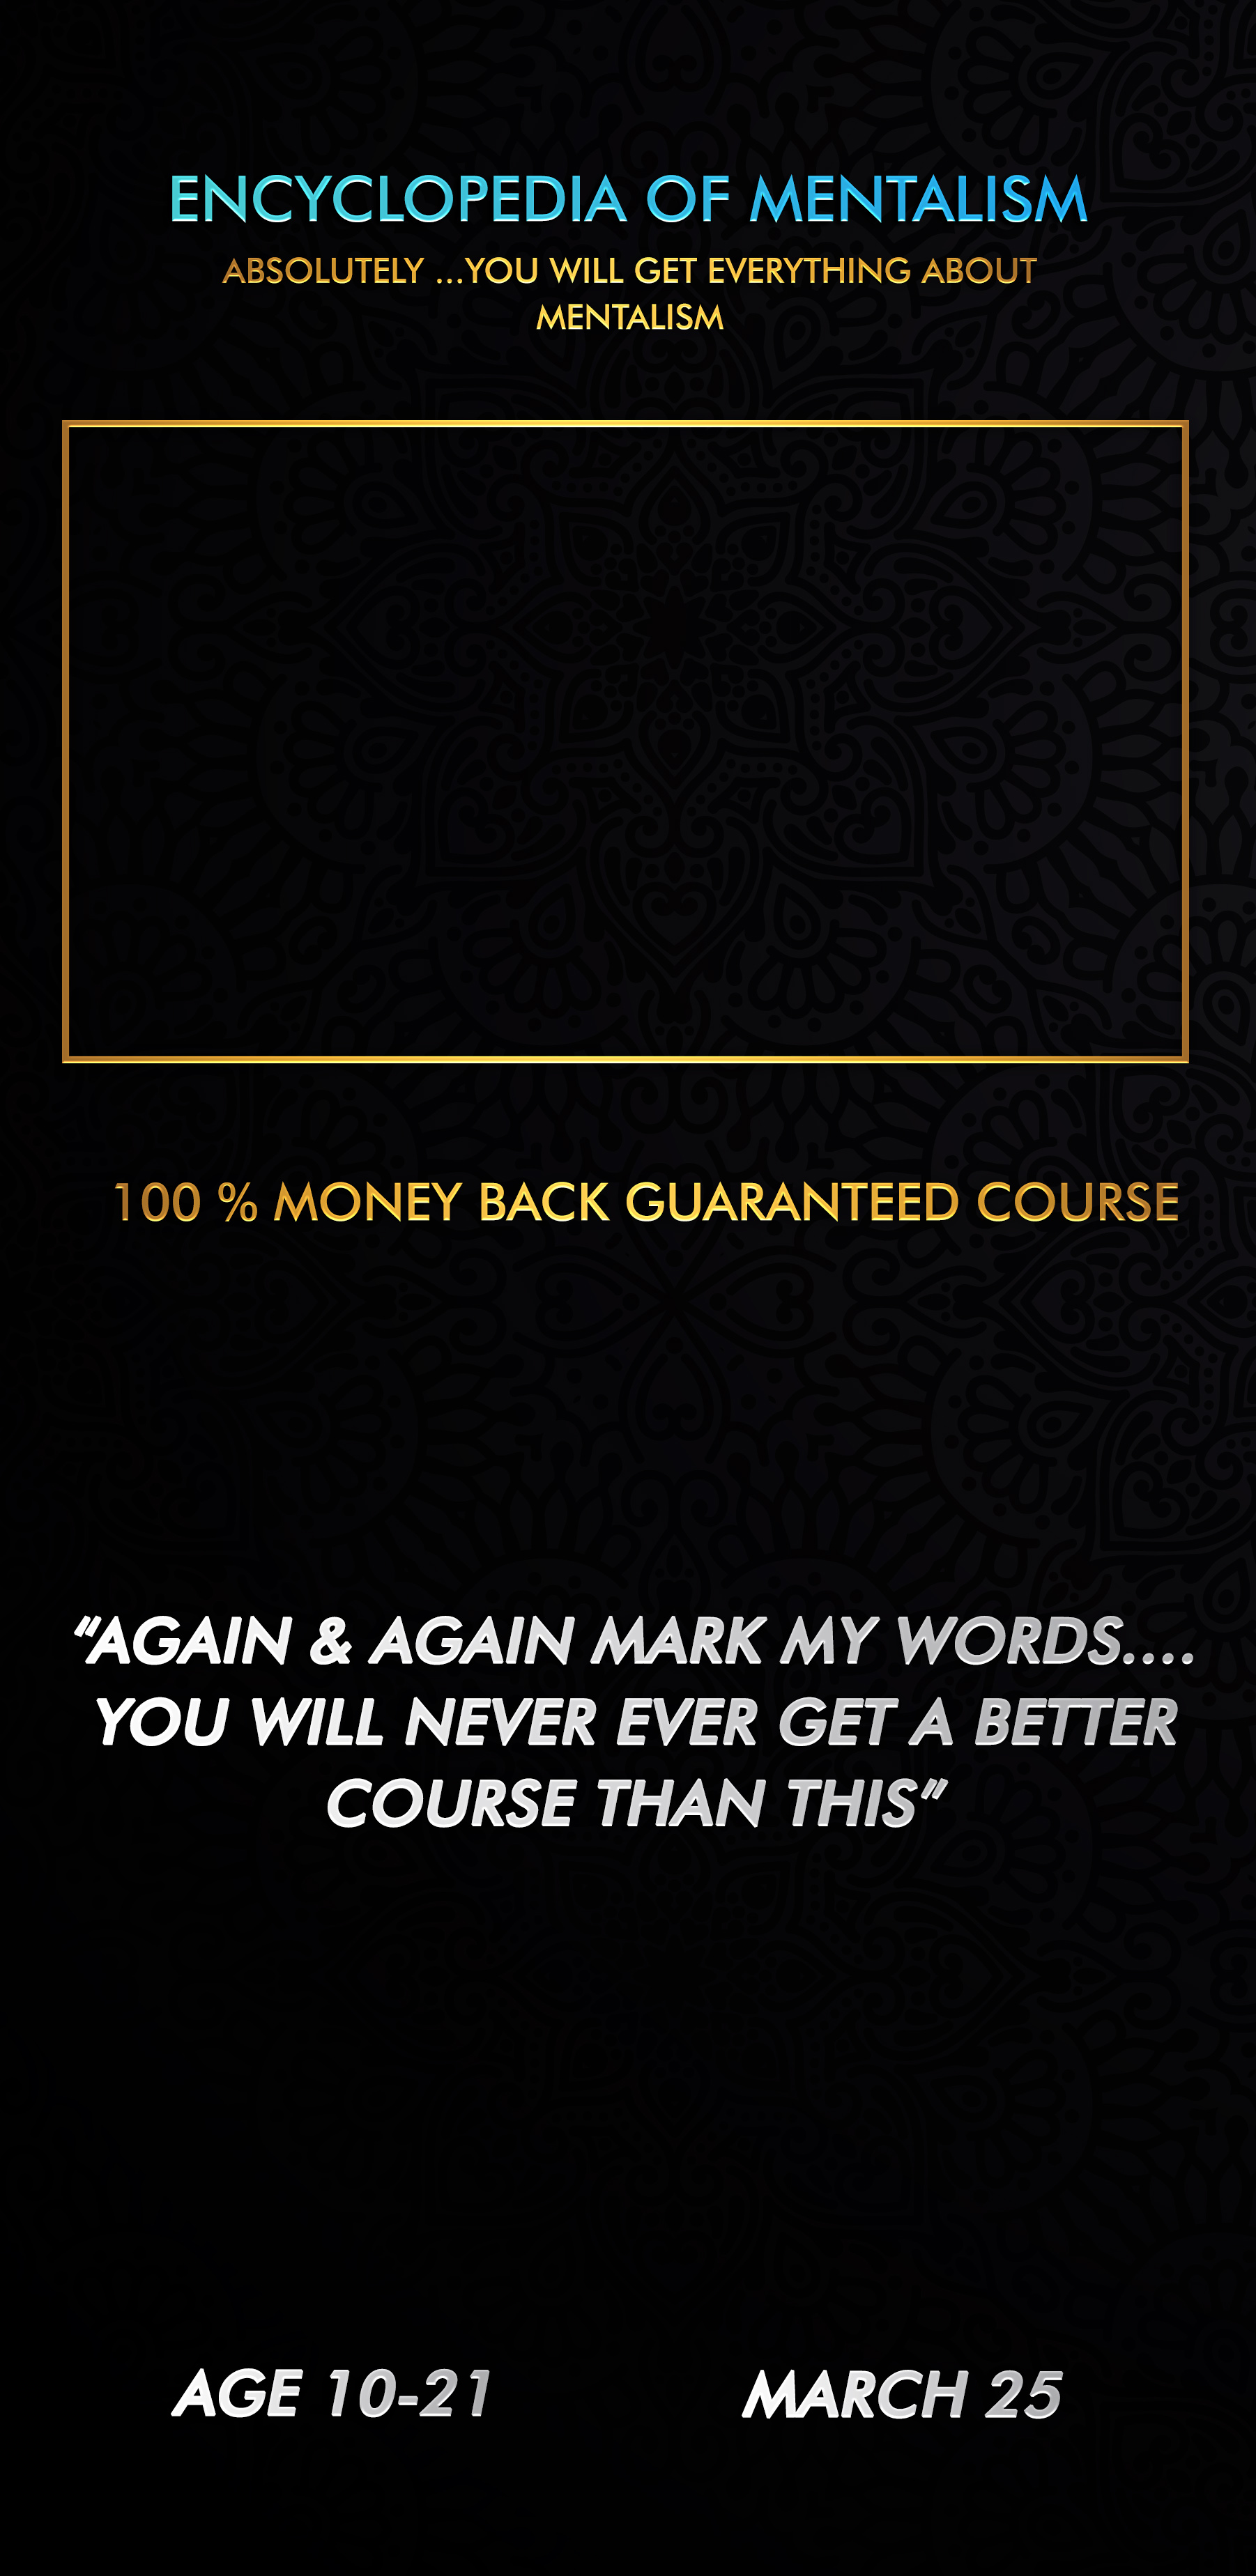 ENCYCLOPEDIA OF MENTALISM
ABSOLUTELY ...YOU WILL GET EVERYTHING ABOUT
MENTALISM
100 % MONEY BACK GUARANTEED COURSE
“AGAIN & AGAIN MARK MY WORDS....
YOU WILL NEVER EVER GET A BETTER
COURSE THAN THIS”
AGE 10-21
MARCH 25